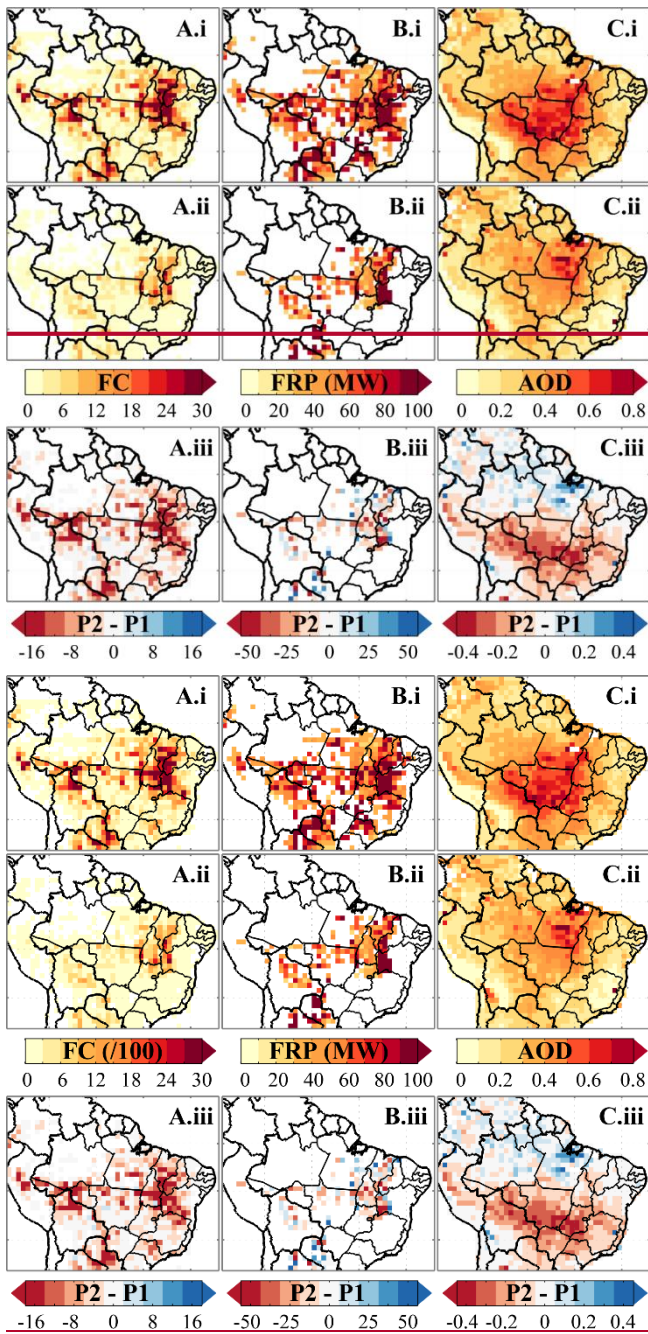 A.i B.i C.i
A.ii B.ii C.ii
FC FRP (MW) AOD
0 6 12 18 24 30 0 20 40 60 80 100 0 0.2 0.4 0.6 0.8
A.iii B.iii C.iii
P2 - P1 P2 - P1 P2 - P1
-16 -8 0 8 16 -50 -25 0 25 50 -0.4 -0.2 0 0.2 0.4
A.i B.i C.i
A.ii B.ii C.ii
FC (/100) FRP (MW) AOD
0 6 12 18 24 30 0 20 40 60 80 100 0 0.2 0.4 0.6 0.8
A.iii B.iii C.iii
P2 - P1 P2 - P1 P2 - P1
-16 -8 0 8 16 -50 -25 0 25 50 -0.4 -0.2 0 0.2 0.4